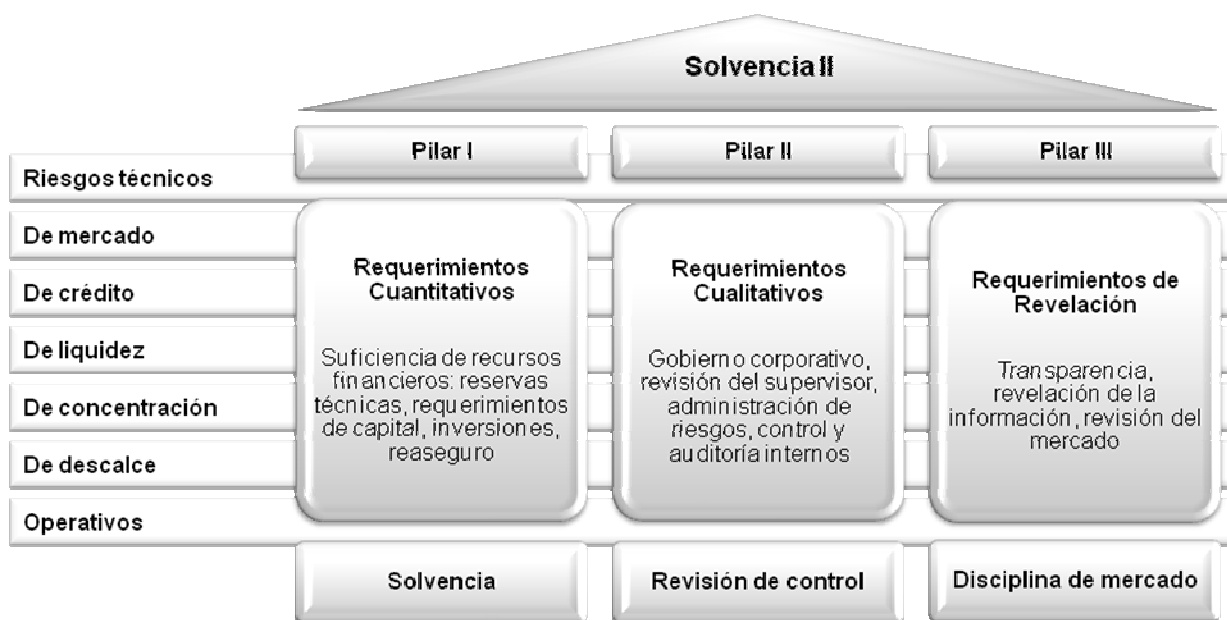 Solvencia II
Pilar I
Pilar II
Pilar III
Riesgos técnicos
De mercado
De crédito
De liquidez
De concentración
De descalce
Operativos
Requerimientos
Cuantitativos
Suficiencia de recursos
financieros: reservas
técnicas, requerimientos
de capital, inversiones,
reaseguro
Requerimientos
Cualitativos
Gobierno corporativo,
revisión del supervisor,
administración de
riesgos, control y
auditoría internos
Requerimientos de
Revelación
Transparencia,
revelación de la
información, revisión del
mercado
Solvencia
Revisión de control
Disciplina de mercado